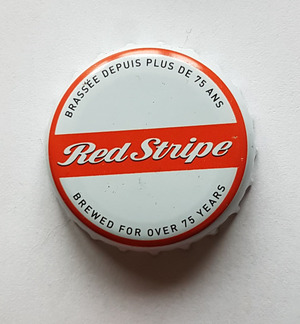 BRASSÉE DEPUIS PLUS DE 75 ANS
Red Stripe
BREWED FOR OVER 75 YEARS